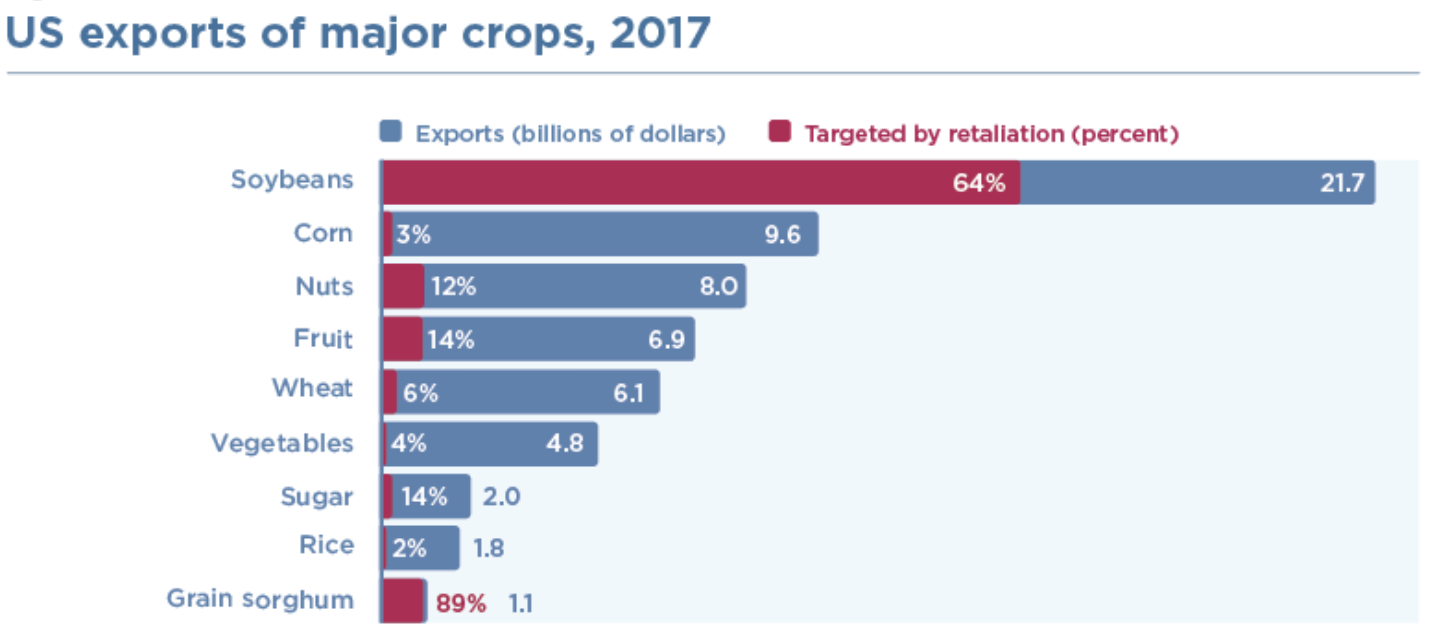 US exports of major crops, 2017
Exports (billions of dollars) Targeted by retaliation (percent)
Soybeans 64% 21.7
Corn 3% 9.6
Nuts 12% 8.0
Fruit 14% 6.9
Wheat 6% 6.1
Vegetables 4% 4.8
Sugar 14% 2.0
Rice 2% 1.8
Grain sorghum 89% 1.1